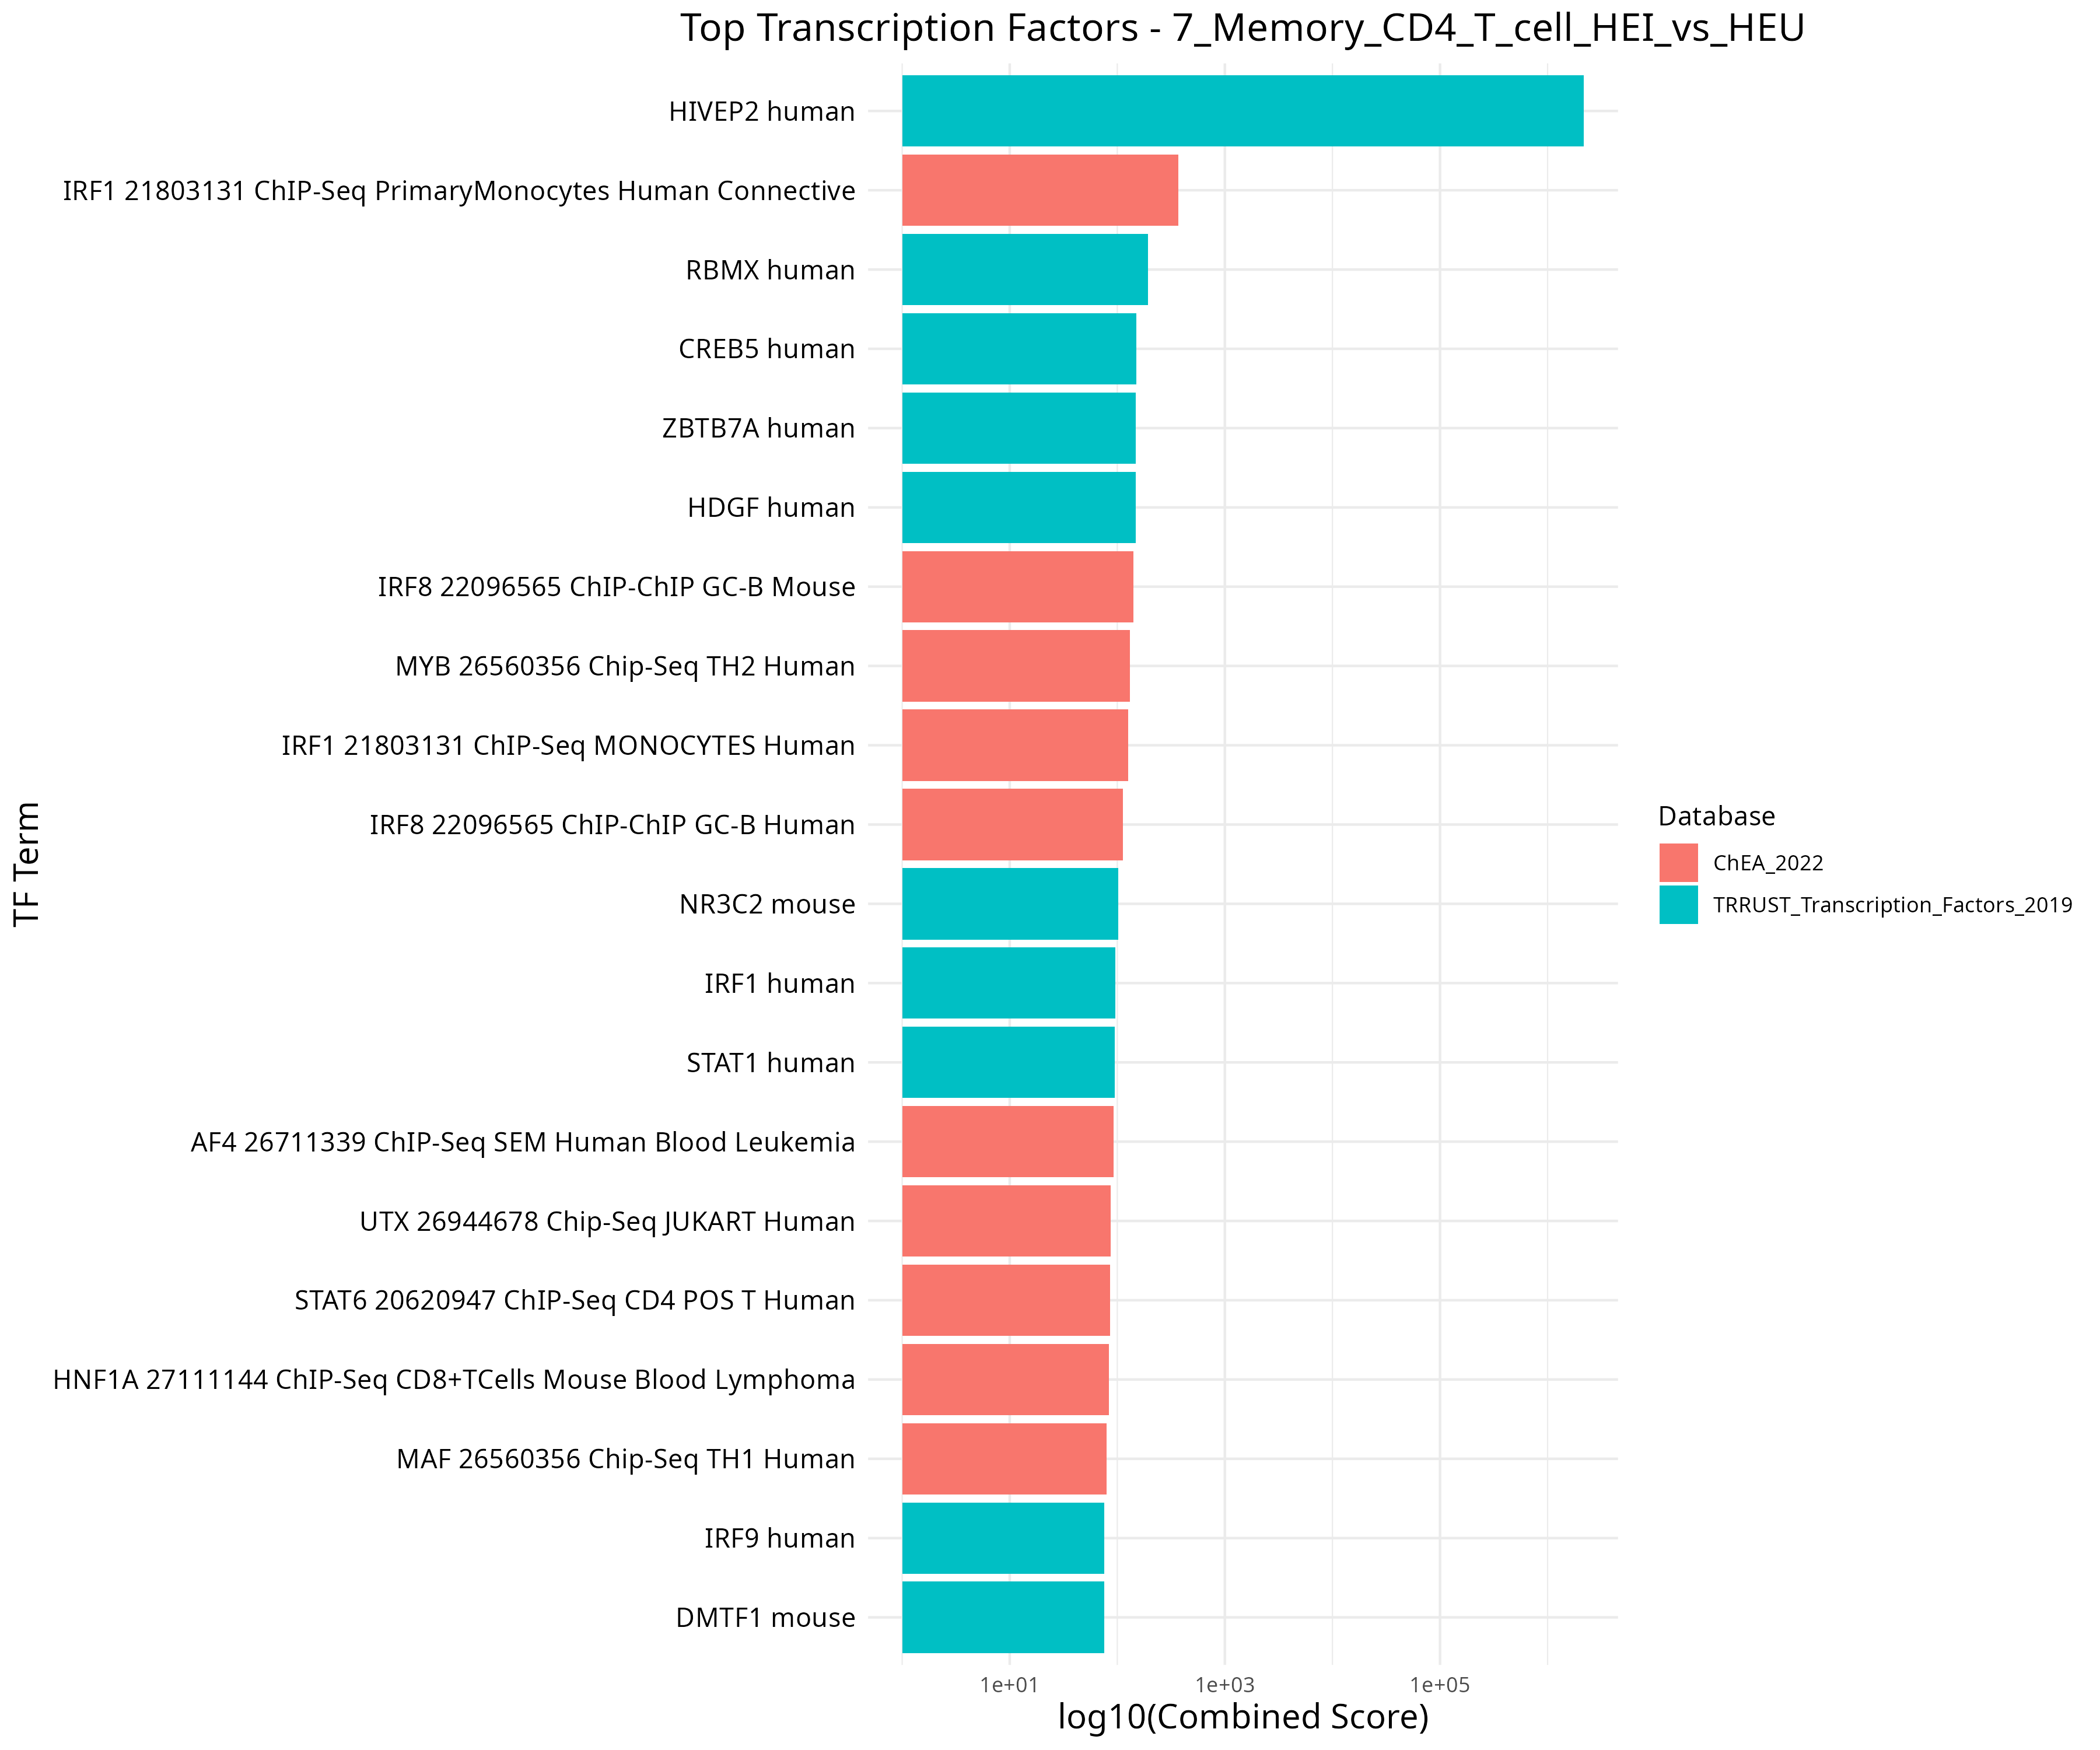 Top Transcription Factors - 7_Memory_CD4_T_cell_HEI_vs_HEU
HIVEP2 human
IRF1 21803131 ChIP-Seq PrimaryMonocytes Human Connective
RBMX human
CREB5 human
ZBTB7A human
HDGF human
IRF8 22096565 ChIP-ChIP GC-B Mouse
MYB 26560356 Chip-Seq TH2 Human
IRF1 21803131 ChIP-Seq MONOCYTES Human
IRF8 22096565 ChIP-ChIP GC-B Human
NR3C2 mouse
IRF1 human
STAT1 human
AF4 26711339 ChIP-Seq SEM Human Blood Leukemia
UTX 26944678 Chip-Seq JUKART Human
STAT6 20620947 ChIP-Seq CD4 POS T Human
HNF1A 27111144 ChIP-Seq CD8+TCells Mouse Blood Lymphoma
MAF 26560356 Chip-Seq TH1 Human
IRF9 human
DMTF1 mouse
TF Term
1e+01 1e+03 1e+05
log10(Combined Score)
Database
ChEA_2022
TRRUST_Transcription_Factors_2019